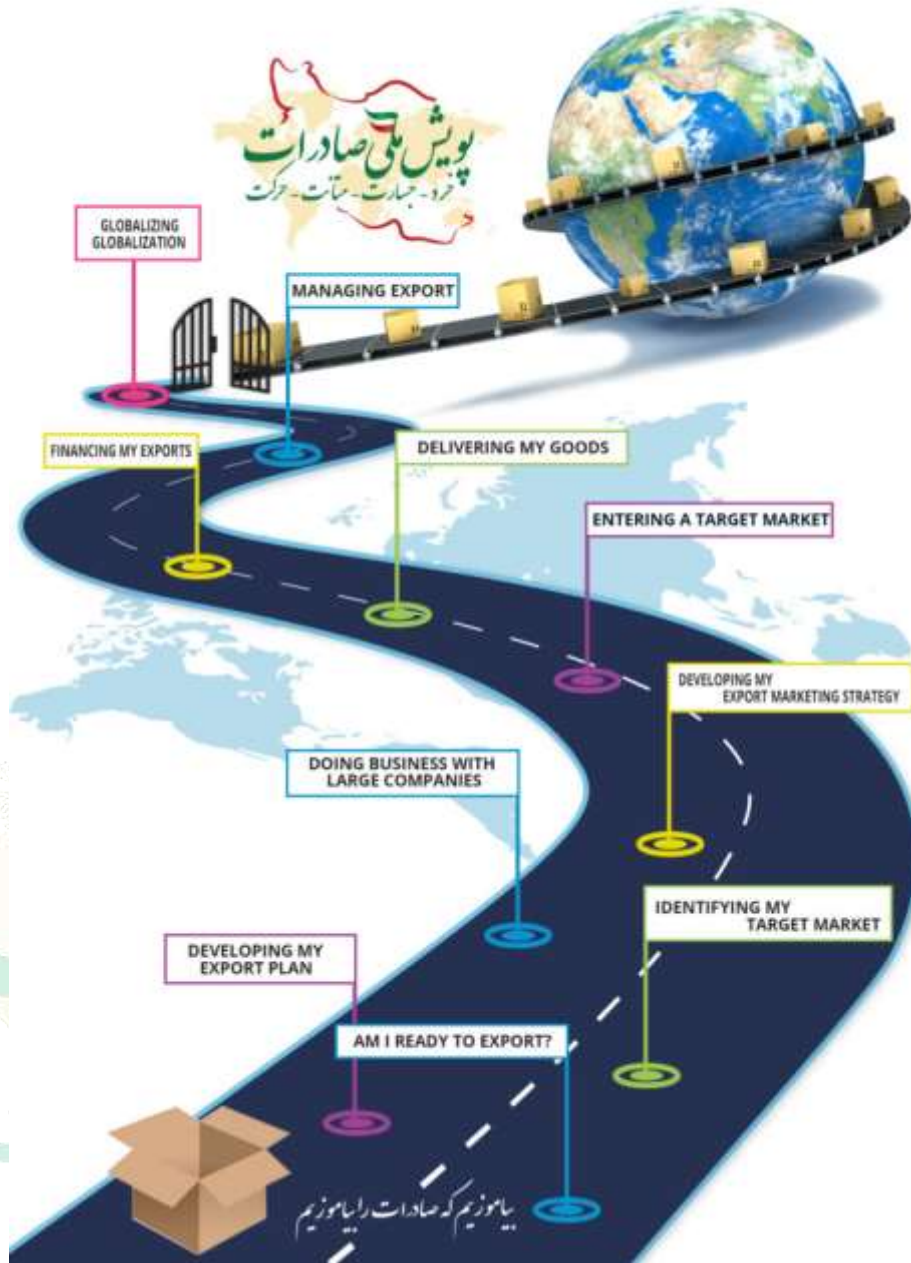 پویش ملی صادرات
خرد - جسارت - متانت - حرکت
GLOBALIZING
GLOBALIZATION
MANAGING EXPORT
FINANCING MY EXPORTS
DELIVERING MY GOODS
ENTERING A TARGET MARKET
DEVELOPING MY
EXPORT MARKETING STRATEGY
DOING BUSINESS WITH
LARGE COMPANIES
IDENTIFYING MY
TARGET MARKET
DEVELOPING MY
EXPORT PLAN
AM I READY TO EXPORT?
بیاموزیم که صادرات را بیاموزیم